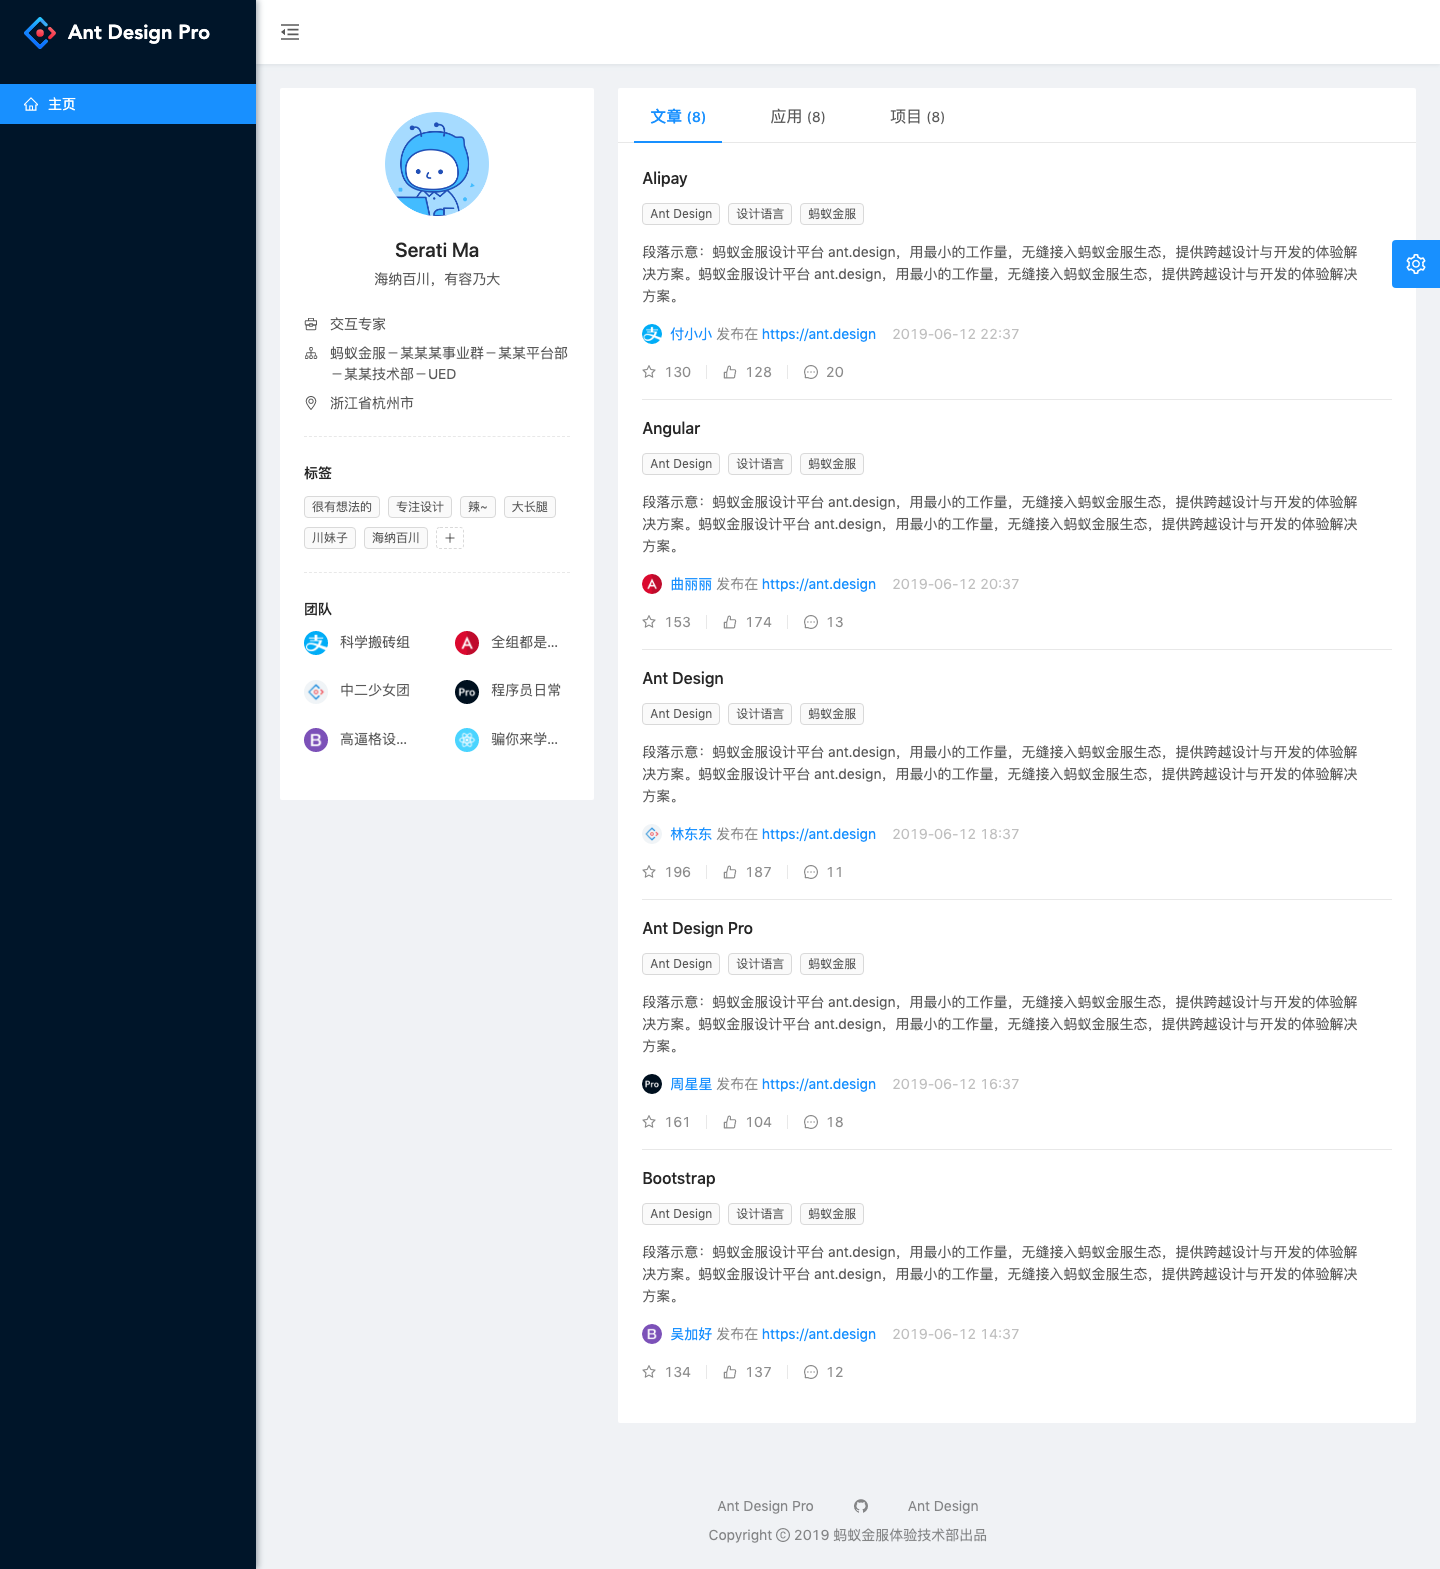 Ant Design Pro
主页
Serati Ma
海纳百川，有容乃大
交互专家
蚂蚁金服－某某某事业群－某某平台部
－某某技术部－UED
浙江省杭州市
标签
很有想法的 专注设计 辣~ 大长腿
川妹子 海纳百川 +
团队
科学搬砖组 全组都是...
中二少女团 Pro 程序员日常
高逼格设... 骗你来学...
文章 (8) 应用 (8) 项目 (8)
Alipay
Ant Design 设计语言 蚂蚁金服
段落示意：蚂蚁金服设计平台 ant.design，用最小的工作量，无缝接入蚂蚁金服生态，提供跨越设计与开发的体验解
决方案。蚂蚁金服设计平台 ant.design，用最小的工作量，无缝接入蚂蚁金服生态，提供跨越设计与开发的体验解决
方案。
付小小 发布在 https://ant.design 2019-06-12 22:37
130 128 20
Angular
Ant Design 设计语言 蚂蚁金服
段落示意：蚂蚁金服设计平台 ant.design，用最小的工作量，无缝接入蚂蚁金服生态，提供跨越设计与开发的体验解
决方案。蚂蚁金服设计平台 ant.design，用最小的工作量，无缝接入蚂蚁金服生态，提供跨越设计与开发的体验解决
方案。
曲丽丽 发布在 https://ant.design 2019-06-12 20:37
153 174 13
Ant Design
Ant Design 设计语言 蚂蚁金服
段落示意：蚂蚁金服设计平台 ant.design，用最小的工作量，无缝接入蚂蚁金服生态，提供跨越设计与开发的体验解
决方案。蚂蚁金服设计平台 ant.design，用最小的工作量，无缝接入蚂蚁金服生态，提供跨越设计与开发的体验解决
方案。
林东东 发布在 https://ant.design 2019-06-12 18:37
196 187 11
Ant Design Pro
Ant Design 设计语言 蚂蚁金服
段落示意：蚂蚁金服设计平台 ant.design，用最小的工作量，无缝接入蚂蚁金服生态，提供跨越设计与开发的体验解
决方案。蚂蚁金服设计平台 ant.design，用最小的工作量，无缝接入蚂蚁金服生态，提供跨越设计与开发的体验解决
方案。
Pro 周星星 发布在 https://ant.design 2019-06-12 16:37
161 104 18
Bootstrap
Ant Design 设计语言 蚂蚁金服
段落示意：蚂蚁金服设计平台 ant.design，用最小的工作量，无缝接入蚂蚁金服生态，提供跨越设计与开发的体验解
决方案。蚂蚁金服设计平台 ant.design，用最小的工作量，无缝接入蚂蚁金服生态，提供跨越设计与开发的体验解决
方案。
B 吴加好 发布在 https://ant.design 2019-06-12 14:37
134 137 12
Ant Design Pro Ant Design
Copyright © 2019 蚂蚁金服体验技术部出品